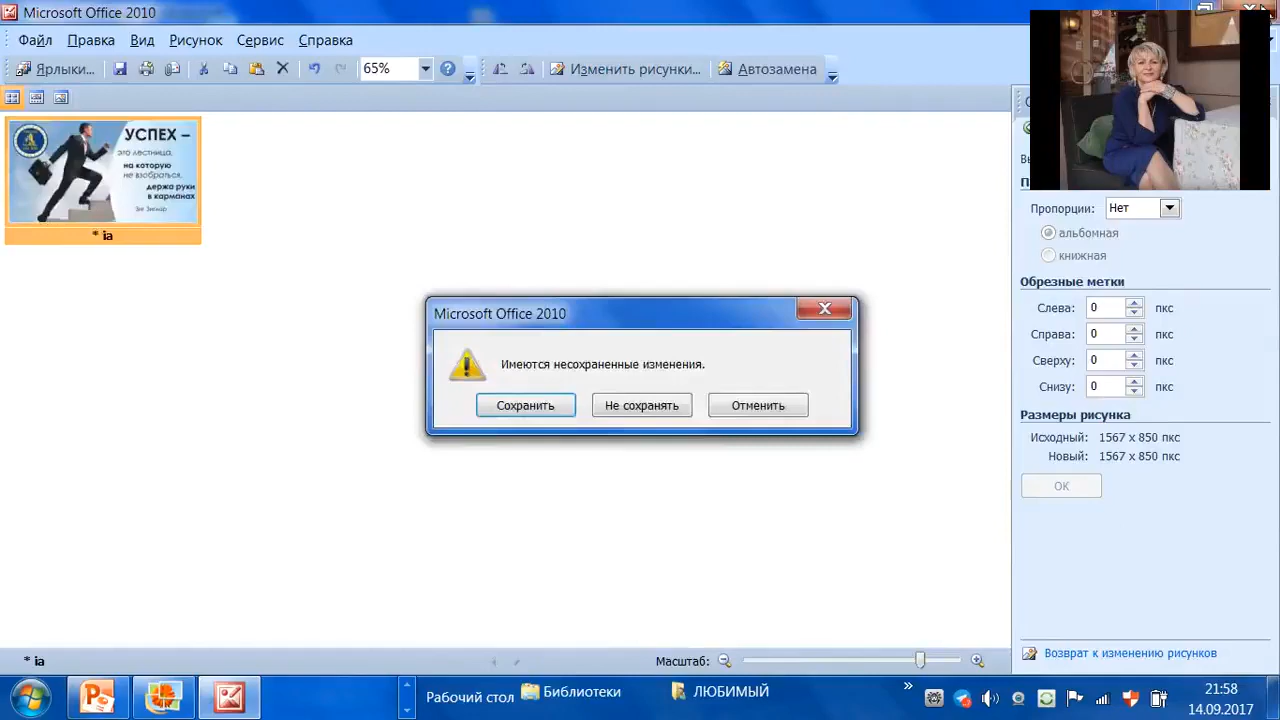 Microsoft Office 2010
Файл Правка Вид Рисунок Сервис Справка
Ярлыки... 65% Изменить рисунки... Автозамена
УСПЕХ –
это лестница,
на которую
не взобраться,
держа руки
в карманах
Зиг Зиглар
* ia
Пропорции: Нет
альбомная
книжная
Обрезные метки
Слева: 0 пкс
Справа: 0 пкс
Сверху: 0 пкс
Снизу: 0 пкс
Размеры рисунка
Исходный: 1567 x 850 пкс
Новый: 1567 x 850 пкс
OK
Возврат к изменению рисунков
Microsoft Office 2010
Имеются несохраненные изменения.
Сохранить Не сохранять Отменить
* ia
Масштаб:
Рабочий стол Библиотеки ЛЮБИМЫЙ »
21:58
14.09.2017